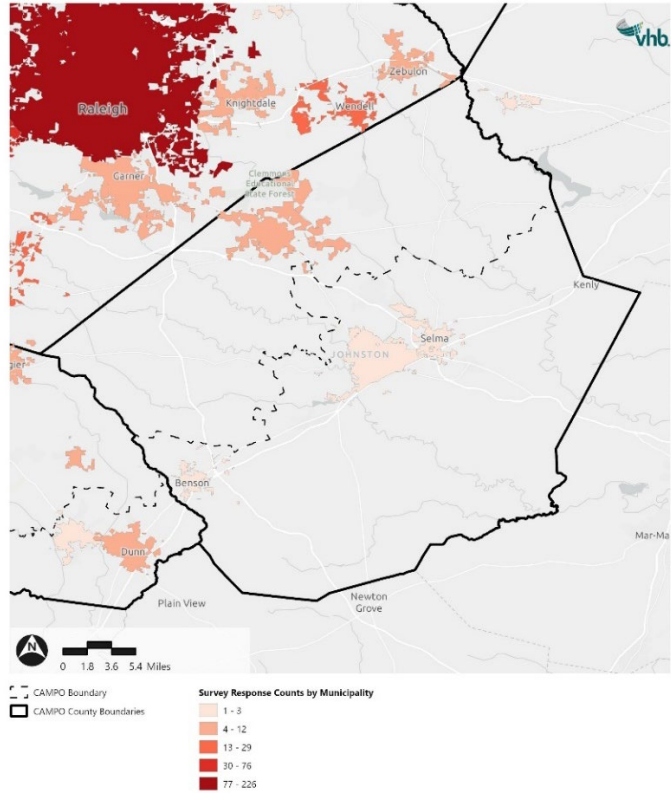 vhb.
Zebulon
Knightdale
Wendell
Raleigh
Garner
Clemmons
Educational
State Forest
Kenly
Selma
JOHNSTON
gier
Benson
Dunn
Mar-Ma
Plain View
Newton
Grove
N
0 1.8 3.6 5.4 Miles
CAMPO Boundary
CAMPO County Boundaries
Survey Response Counts by Municipality
1 - 3
4 - 12
13 - 29
30 - 76
77 - 226